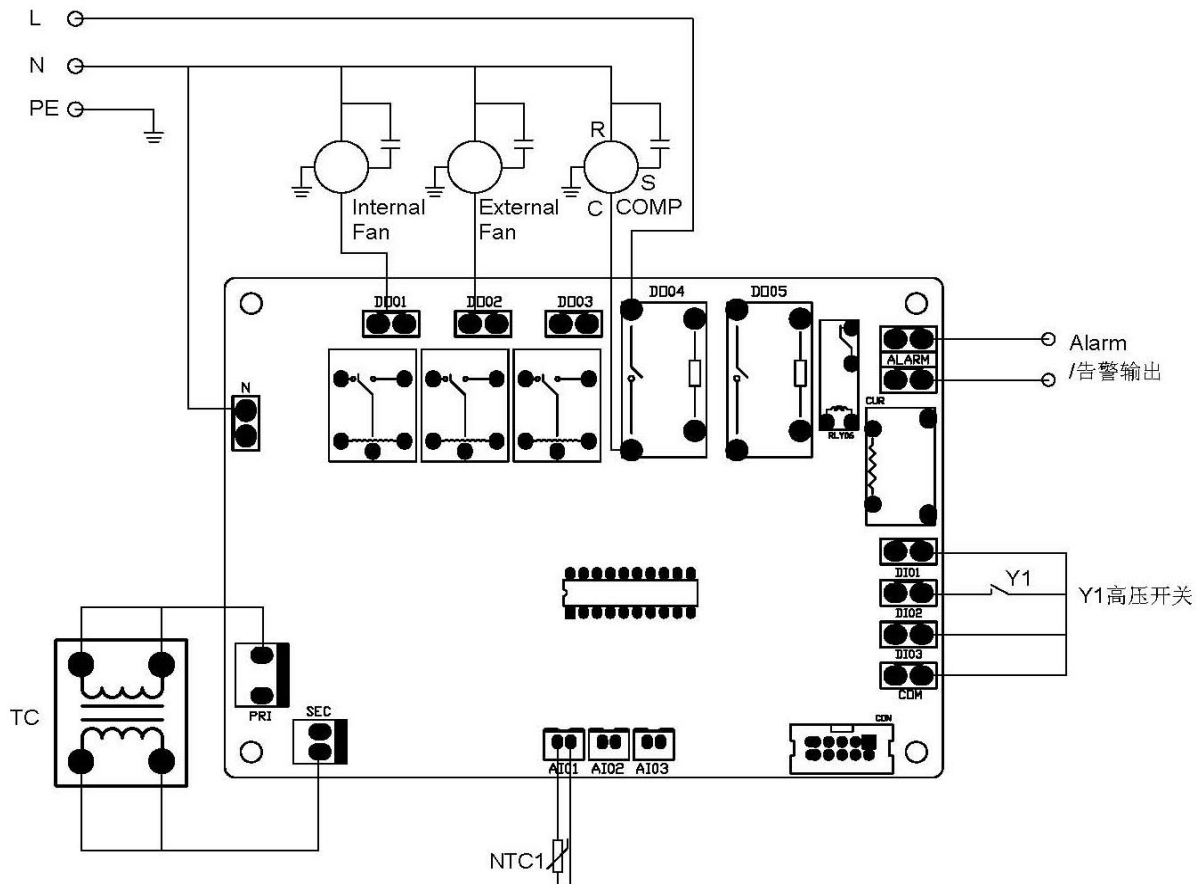 L
N
PE
R
S
C
COMP
Internal
Fan
External
Fan
DO01
DO02
DO03
DO04
DO05
N
ALARM
Alarm
/告警输出
CUR
RLY06
DI01
DI02
DI03
COM
Y1
Y1高压开关
TC
PRI
SEC
AI01
AI02
AI03
CON
NTC1